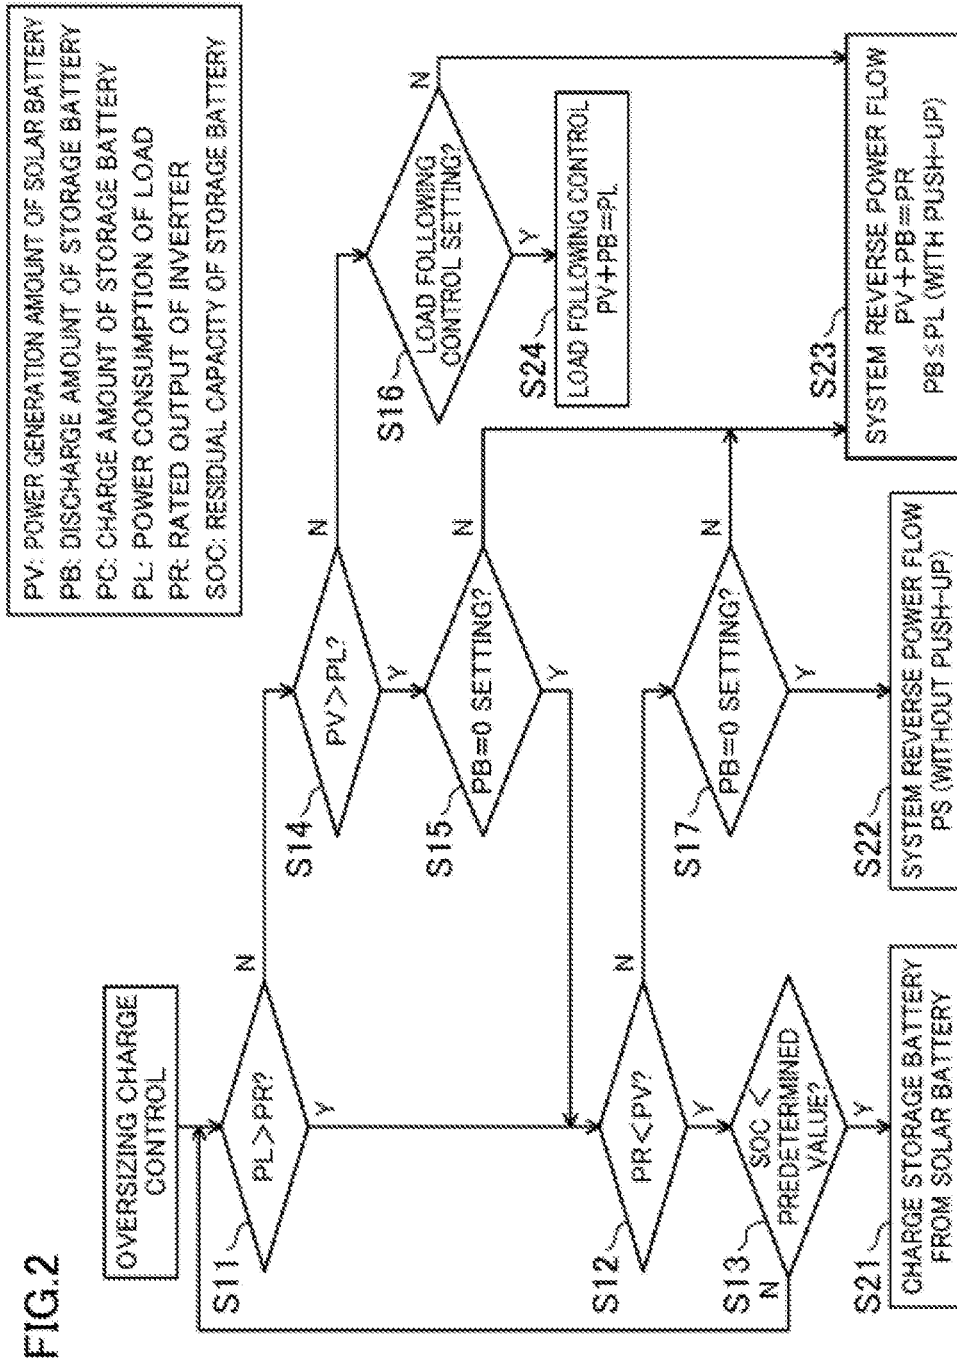 FIG.2
PV: POWER GENERATION AMOUNT OF SOLAR BATTERY
PB: DISCHARGE AMOUNT OF STORAGE BATTERY
PC: CHARGE AMOUNT OF STORAGE BATTERY
PL: POWER CONSUMPTION OF LOAD
PR: RATED OUTPUT OF INVERTER
SOC: RESIDUAL CAPACITY OF STORAGE BATTERY
OVERSIZING CHARGE
CONTROL
S11
PL>PR?
N
Y
S14
PV>PL?
N
Y
S16
LOAD FOLLOWING
CONTROL SETTING?
N
Y
S15
PB=0 SETTING?
N
Y
S24
LOAD FOLLOWING CONTROL
PV+PB=PL
S12
PR<PV?
N
Y
S17
PB=0 SETTING?
N
Y
S13
SOC <
PREDETERMINED
VALUE?
N
Y
S21
CHARGE STORAGE BATTERY
FROM SOLAR BATTERY
S22
SYSTEM REVERSE POWER FLOW
PS (WITHOUT PUSH-UP)
S23
SYSTEM REVERSE POWER FLOW
PV+PB=PR
PB≤PL (WITH PUSH-UP)